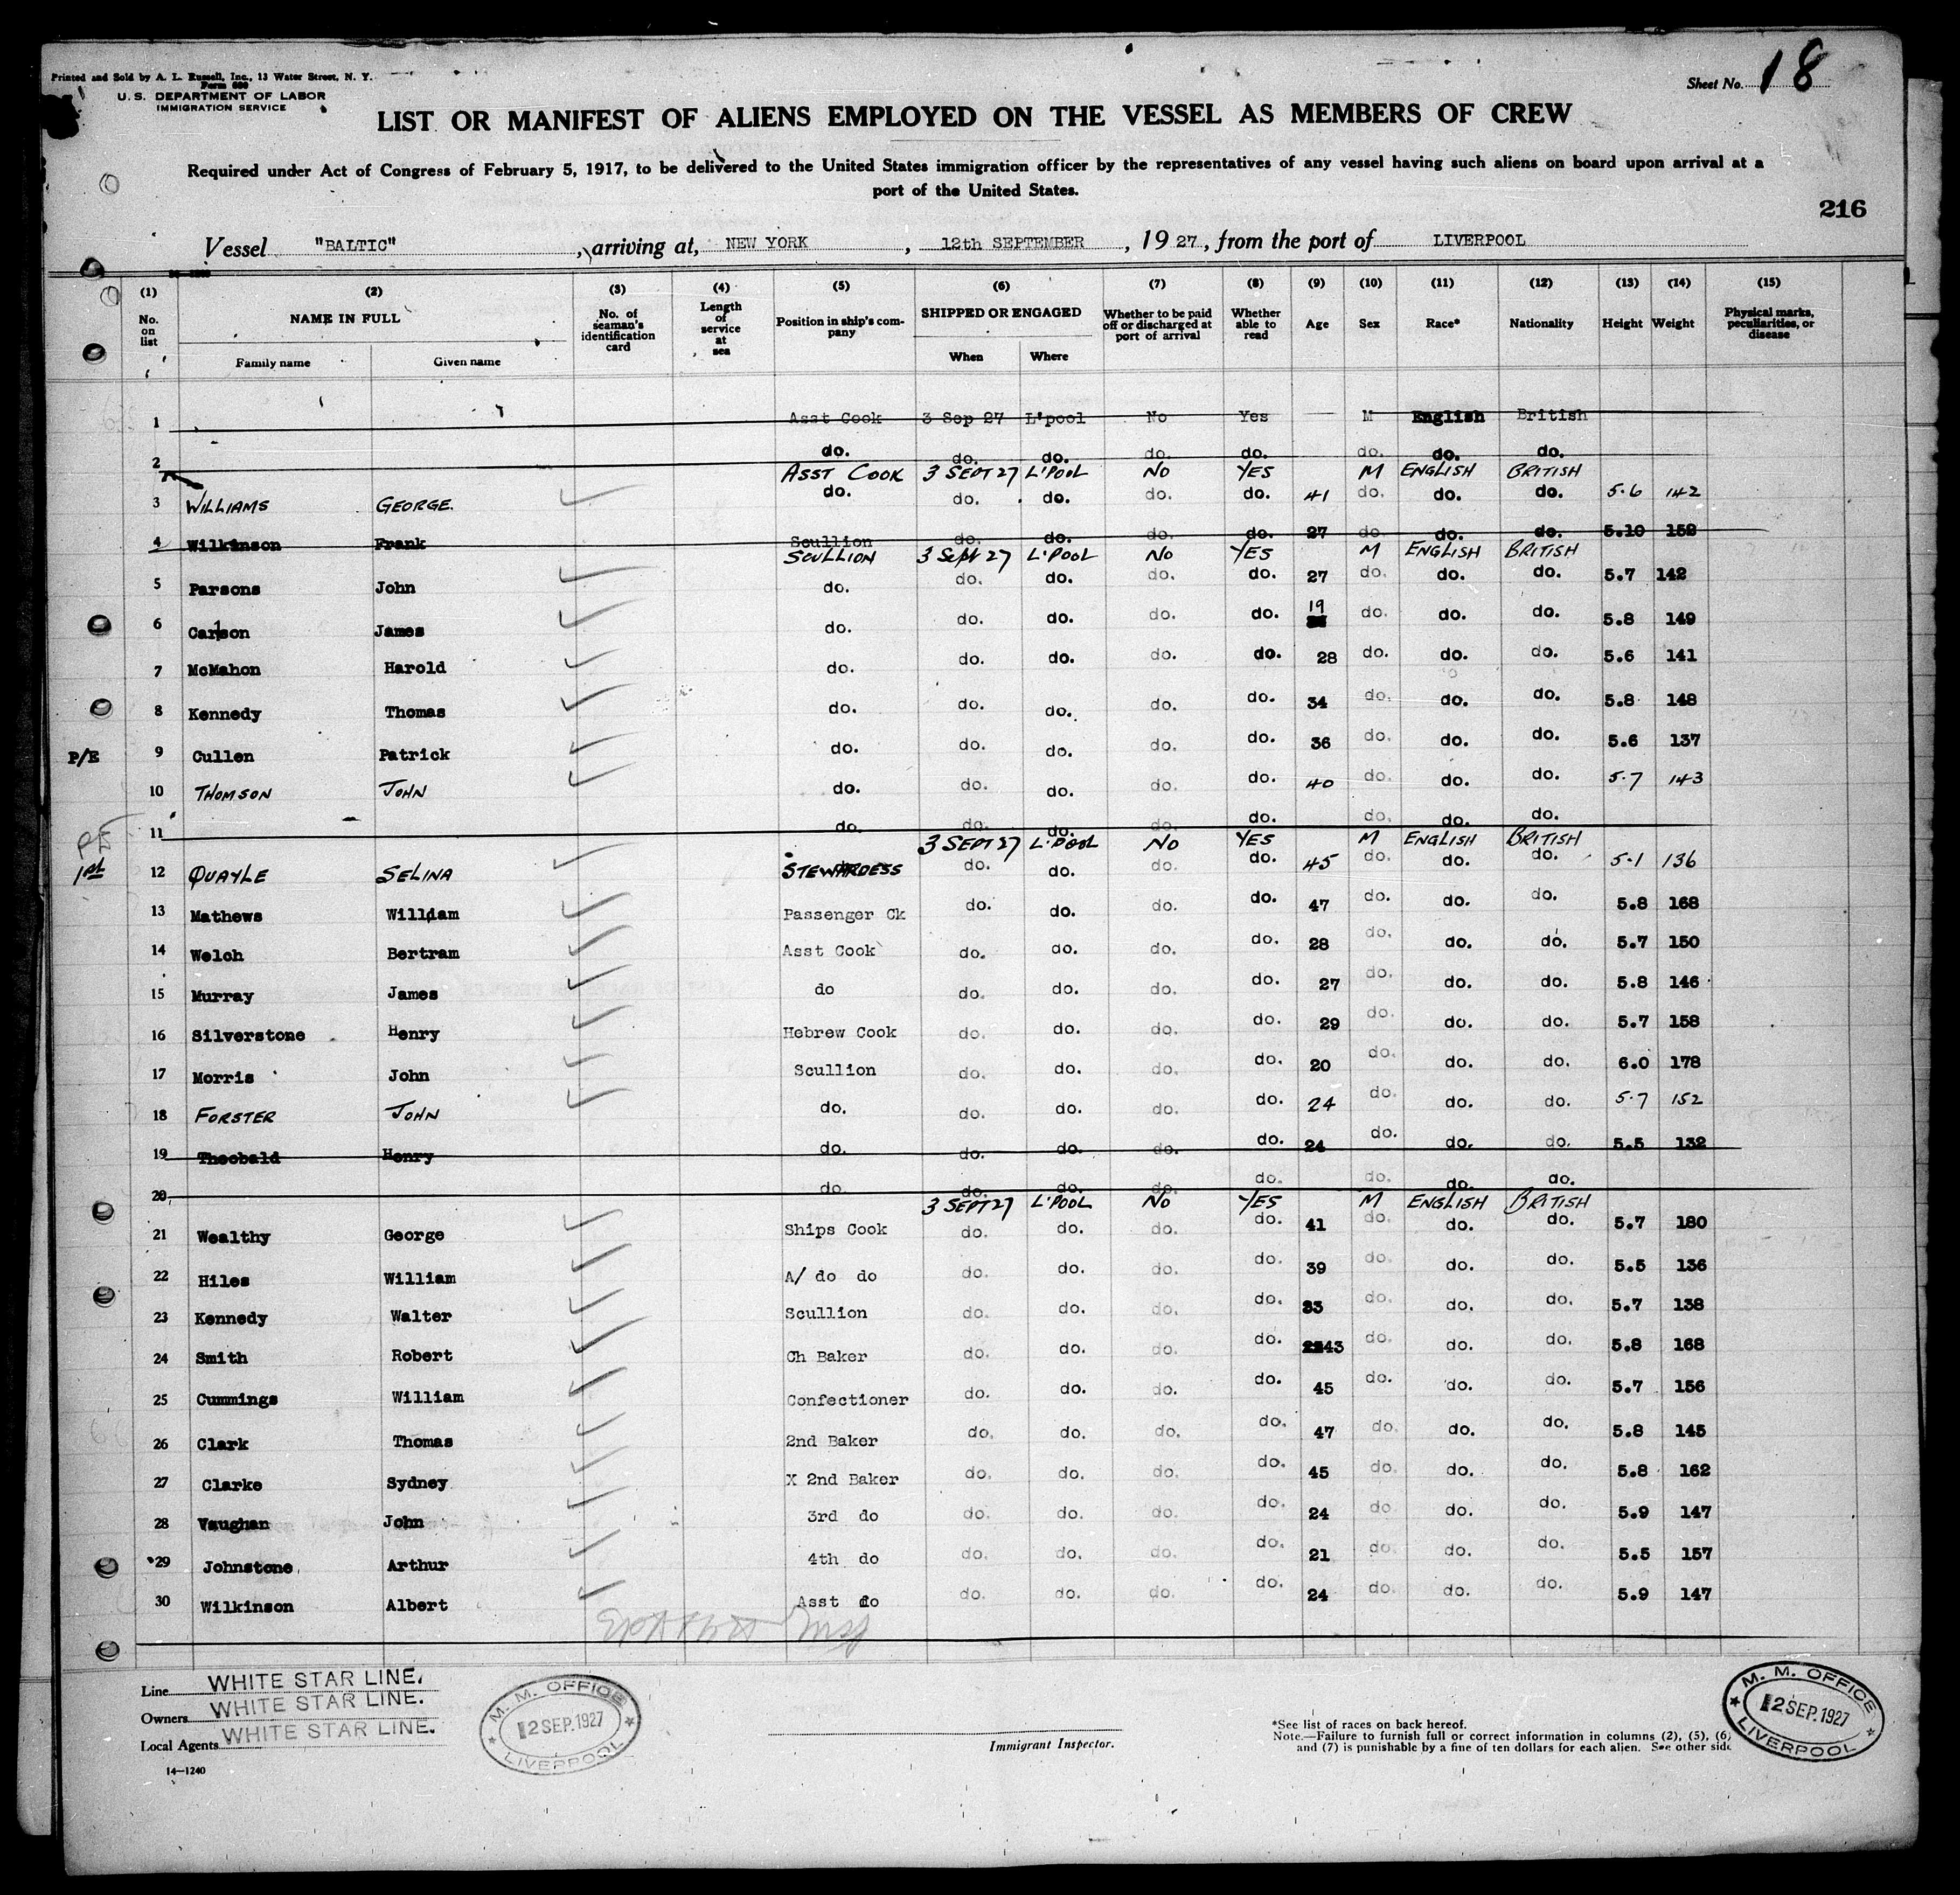 Printed and Sold by A. L. Russell, Inc., 13 Water Street, N. Y.
Form 680
U. S. DEPARTMENT OF LABOR
IMMIGRATION SERVICE
Sheet No. 18
LIST OR MANIFEST OF ALIENS EMPLOYED ON THE VESSEL AS MEMBERS OF CREW
Required under Act of Congress of February 5, 1917, to be delivered to the United States immigration officer by the representatives of any vessel having such aliens on board upon arrival at a
port of the United States.
216
Vessel "BALTIC", arriving at, NEW YORK, 12th SEPTEMBER, 1927, from the port of LIVERPOOL
(1) (2) (3) (4) (5) (6) (7) (8) (9) (10) (11) (12) (13) (14) (15)
No. on list NAME IN FULL Family name Given name No. of seaman's identification card Length of service at sea Position in ship's company SHIPPED OR ENGAGED When Where Whether to be paid off or discharged at port of arrival Whether able to read Age Sex Race* Nationality Height Weight Physical marks, peculiarities, or disease
1 Asst Cook 3 Sep 27 L'pool No Yes M English British
2 do. do. do. do. do. do. do. do.
ASST COOK 3 SEPT 27 L'POOL NO YES M ENGLISH BRITISH
3 WILLIAMS GEORGE. do. do. do. do. do. 41 do. do. do. 5.6 142
4 Wilkinson Frank Scullion do. do. do. do. 27 do. do. do. 5.10 152
SCULLION 3 Sept 27 L'POOL NO YES M ENGLISH BRITISH
5 Parsons John do. do. do. do. do. 27 do. do. do. 5.7 142
6 Carlson James do. do. do. do. do. 19 do. do. do. 5.8 149
7 McMahon Harold do. do. do. do. do. 28 do. do. do. 5.6 141
8 Kennedy Thomas do. do. do. do. do. 34 do. do. do. 5.8 148
P/E 9 Cullen Patrick do. do. do. do. do. 36 do. do. do. 5.6 137
10 THOMSON JOHN do. do. do. do. do. 40 do. do. do. 5.7 143
11 do. do. do. do. do. do. do. do.
3 SEPT 27 L'POOL NO YES M ENGLISH BRITISH
1st 12 QUAYLE SELINA STEWARDESS do. do. do. do. 45 do. do. do. 5.1 136
13 Mathews William Passenger Ck do. do. do. do. 47 do. do. do. 5.8 168
14 Welch Bertram Asst Cook do. do. do. do. 28 do. do. do. 5.7 150
15 Murray James do do. do. do. do. 27 do. do. do. 5.8 146
16 Silverstone Henry Hebrew Cook do. do. do. do. 29 do. do. do. 5.7 158
17 Morris John Scullion do. do. do. do. 20 do. do. do. 6.0 178
18 FORSTER JOHN do. do. do. do. do. 24 do. do. do. 5.7 152
19 Theobald Henry do. do. do. do. do. 24 do. do. do. 5.5 132
20 do. do. do. do. do. do. do. do.
3 SEPT 27 L'POOL NO YES M ENGLISH BRITISH
21 Wealthy George Ships Cook do. do. do. do. 41 do. do. do. 5.7 180
22 Hiles William A/ do do do. do. do. do. 39 do. do. do. 5.5 136
23 Kennedy Walter Scullion do. do. do. do. 23 do. do. do. 5.7 138
24 Smith Robert Ch Baker do. do. do. do. 43 do. do. do. 5.8 168
25 Cummings William Confectioner do. do. do. do. 45 do. do. do. 5.7 156
26 Clark Thomas 2nd Baker do. do. do. do. 47 do. do. do. 5.8 145
27 Clarke Sydney X 2nd Baker do. do. do. do. 45 do. do. do. 5.8 162
28 Vaughan John 3rd do do. do. do. do. 24 do. do. do. 5.9 147
29 Johnstone Arthur 4th do do. do. do. do. 21 do. do. do. 5.5 157
30 Wilkinson Albert Asst do do. do. do. do. 24 do. do. do. 5.9 147
Line WHITE STAR LINE.
Owners WHITE STAR LINE.
Local Agents WHITE STAR LINE.
14—1240
M. M. OFFICE
2 SEP. 1927
LIVERPOOL
Immigrant Inspector.
*See list of races on back hereof.
Note.—Failure to furnish full or correct information in columns (2), (5), (6)
and (7) is punishable by a fine of ten dollars for each alien. See other side
M. M. OFFICE
2 SEP. 1927
LIVERPOOL